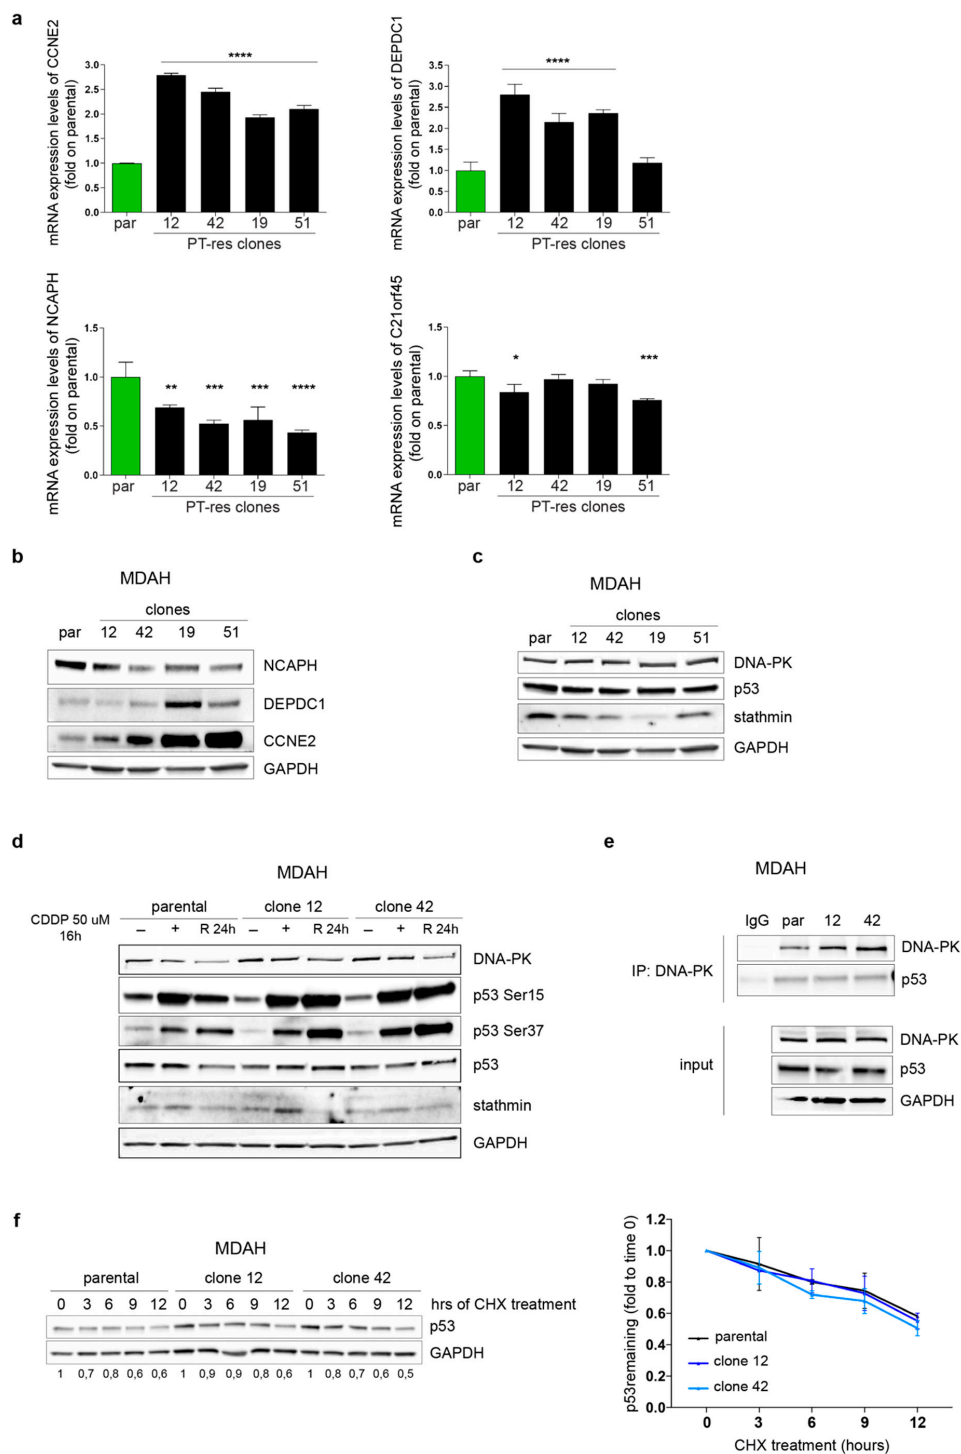 a
mRNA expression levels of CCNE2
(fold on parental)
3.0
2.5
2.0
1.5
1.0
0.5
0.0
****
par 12 42 19 51
PT-res clones
mRNA expression levels of DEPDC1
(fold on parental)
3.5
3.0
2.5
2.0
1.5
1.0
0.5
0.0
****
par 12 42 19 51
PT-res clones
mRNA expression levels of NCAPH
(fold on parental)
1.5
1.0
0.5
0.0
** *** *** ****
par 12 42 19 51
PT-res clones
mRNA expression levels of C21orf45
(fold on parental)
1.5
1.0
0.5
0.0
* ***
par 12 42 19 51
PT-res clones
b
MDAH
clones
par 12 42 19 51
NCAPH
DEPDC1
CCNE2
GAPDH
c
MDAH
clones
par 12 42 19 51
DNA-PK
p53
stathmin
GAPDH
d
MDAH
parental clone 12 clone 42
CDDP 50 uM
16h
– + R 24h – + R 24h – + R 24h
DNA-PK
p53 Ser15
p53 Ser37
p53
stathmin
GAPDH
e
MDAH
IgG par 12 42
IP: DNA-PK
DNA-PK
p53
input
DNA-PK
p53
GAPDH
f
MDAH
parental clone 12 clone 42
0 3 6 9 12 0 3 6 9 12 0 3 6 9 12 hrs of CHX treatment
p53
GAPDH
1 0,7 0,8 0,6 0,6 1 0,9 0,9 0,8 0,6 1 0,8 0,7 0,6 0,5
p53remaining (fold to time 0)
1.2
1.0
0.8
0.6
0.4
0.2
0.0
parental
clone 12
clone 42
0 3 6 9 12
CHX treatment (hours)